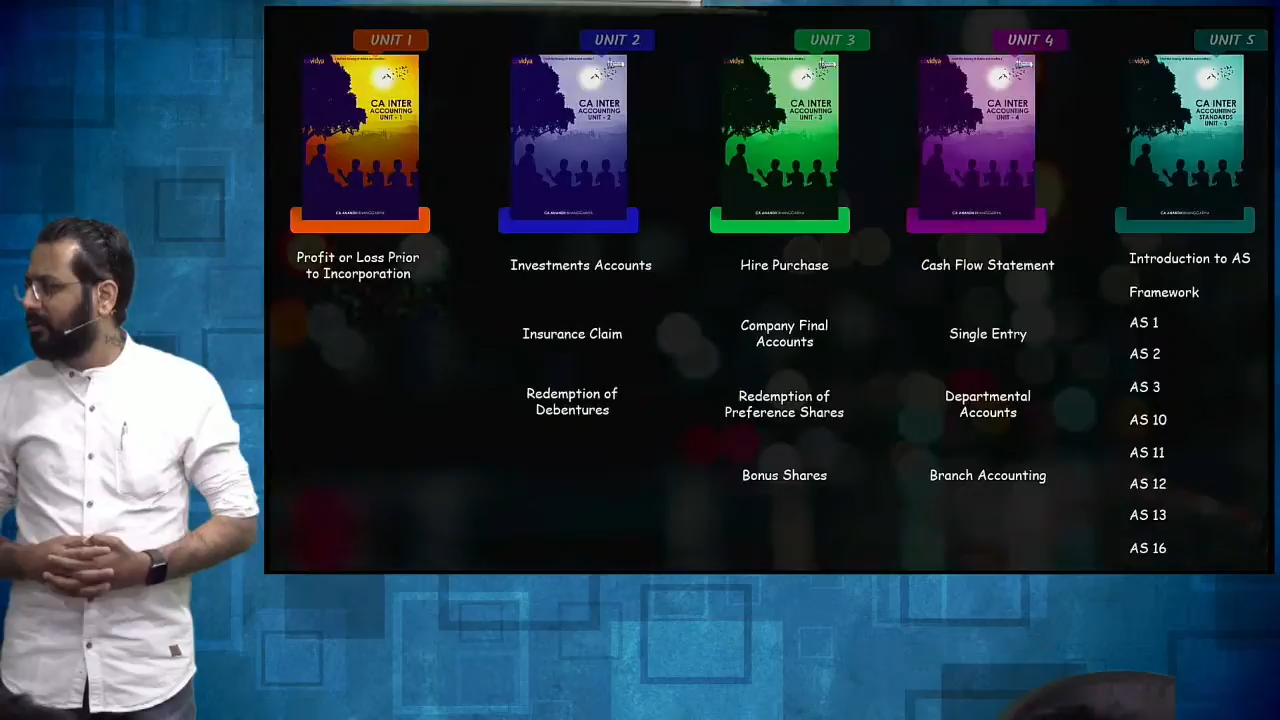 UNIT 1
CA INTER
ACCOUNTING
UNIT - 1
Profit or Loss Prior
to Incorporation
UNIT 2
CA INTER
ACCOUNTING
UNIT - 2
Investments Accounts
Insurance Claim
Redemption of
Debentures
UNIT 3
CA INTER
ACCOUNTING
UNIT - 3
Hire Purchase
Company Final
Accounts
Redemption of
Preference Shares
Bonus Shares
UNIT 4
CA INTER
ACCOUNTING
UNIT - 4
Cash Flow Statement
Single Entry
Departmental
Accounts
Branch Accounting
UNIT 5
CA INTER
ACCOUNTING
STANDARDS
UNIT - 5
Introduction to AS
Framework
AS 1
AS 2
AS 3
AS 10
AS 11
AS 12
AS 13
AS 16